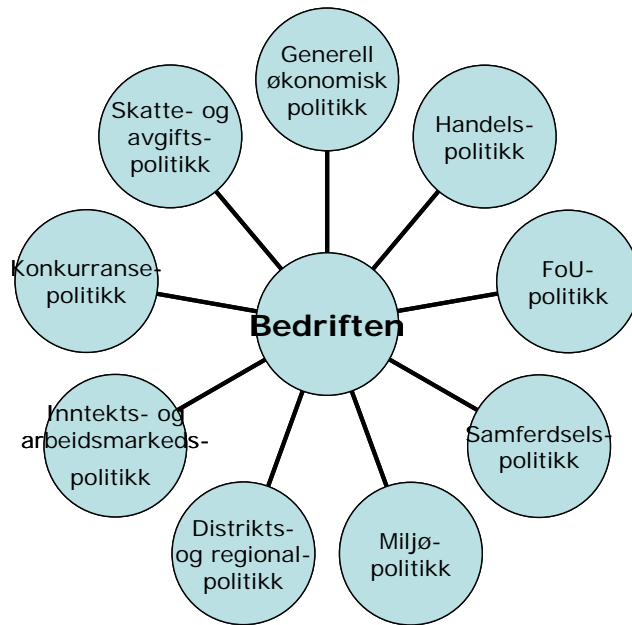 Generell
økonomisk
politikk
Handels-
politikk
FoU-
politikk
Samferdsels-
politikk
Miljø-
politikk
Distrikts-
og regional-
politikk
Inntekts- og
arbeidsmarkeds-
politikk
Konkurranse-
politikk
Skatte- og
avgifts-
politikk
Bedriften